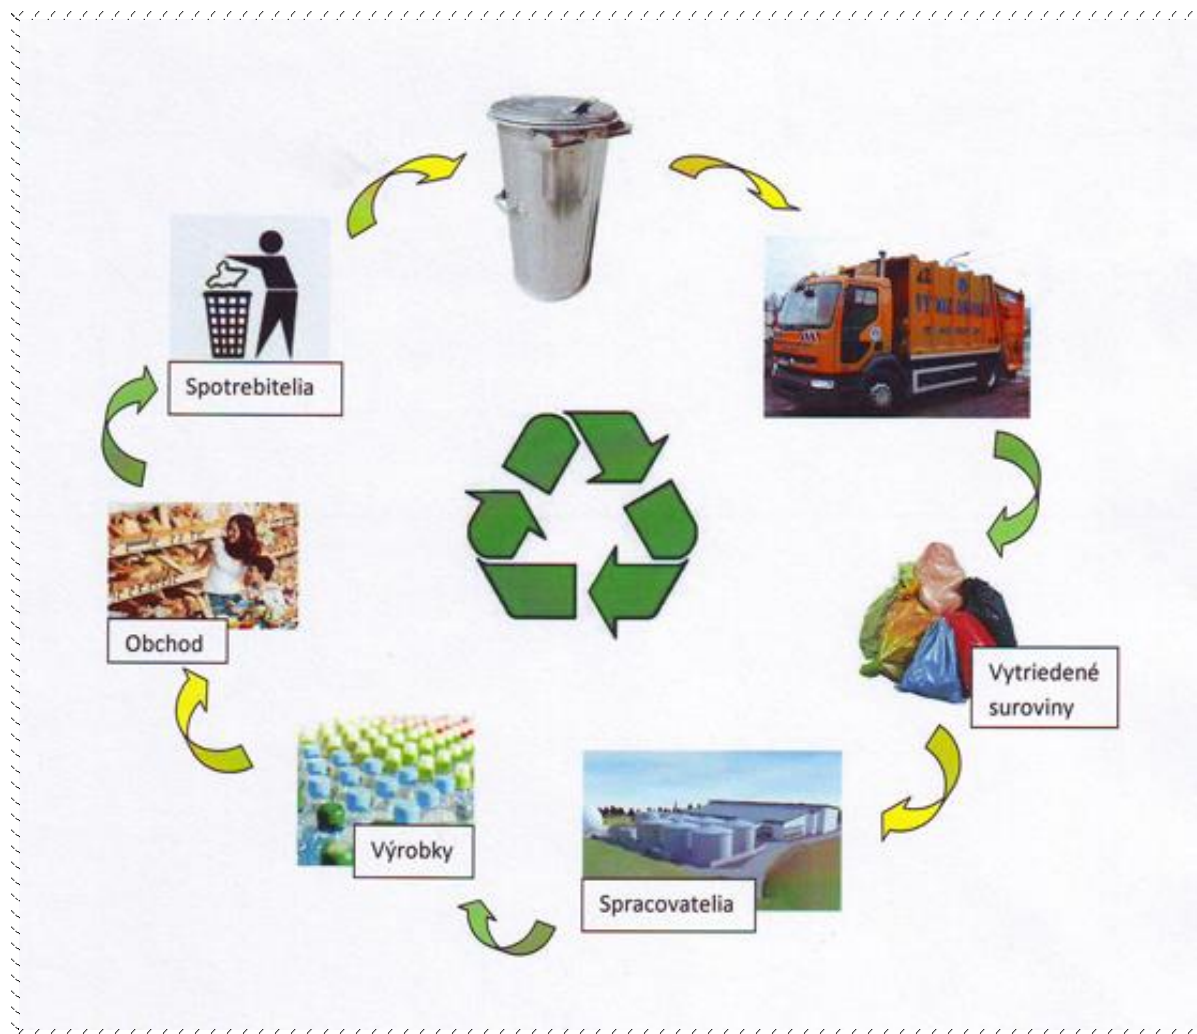 Spotrebitelia
Obchod
Vytriedené
suroviny
Výrobky
Spracovatelia